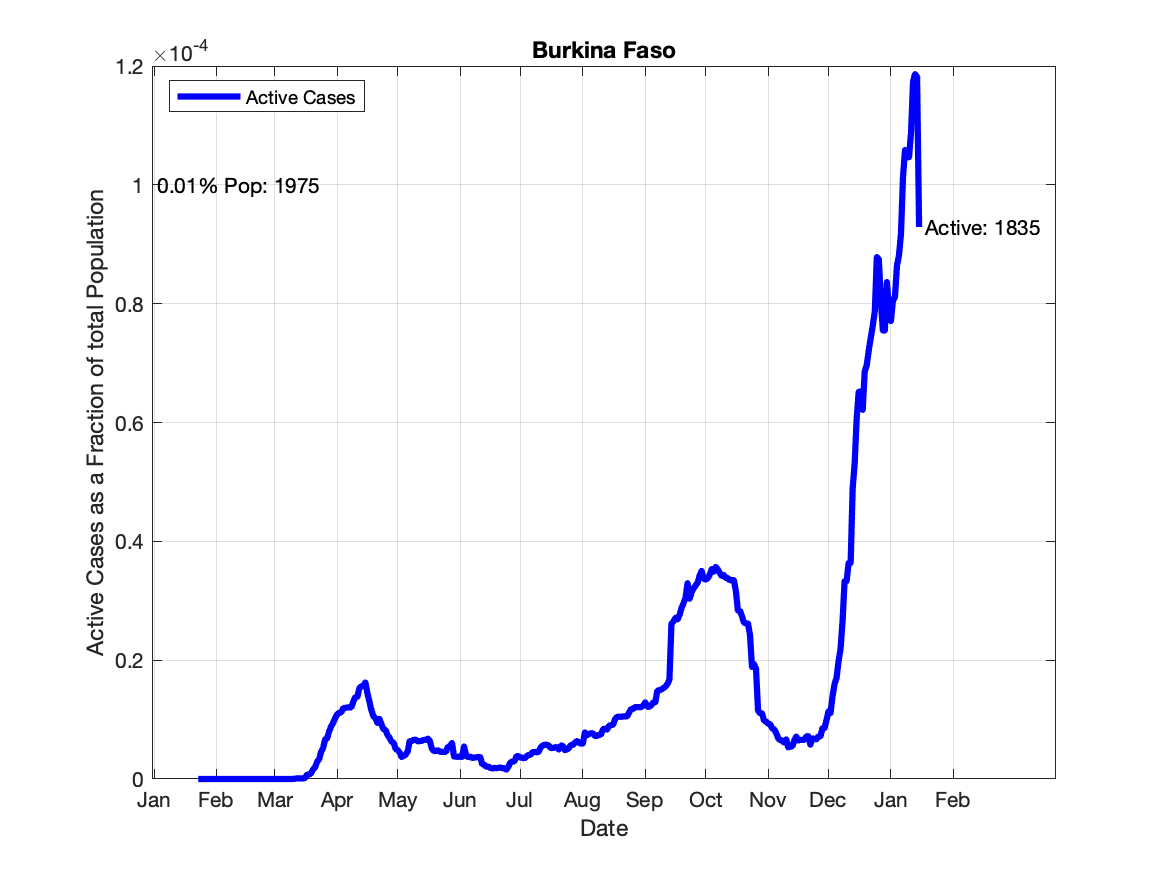 Burkina Faso
×10-4
1.2
1
0.8
0.6
0.4
0.2
0
Active Cases as a Fraction of total Population
Active Cases
0.01% Pop: 1975
Active: 1835
Jan Feb Mar Apr May Jun Jul Aug Sep Oct Nov Dec Jan Feb
Date